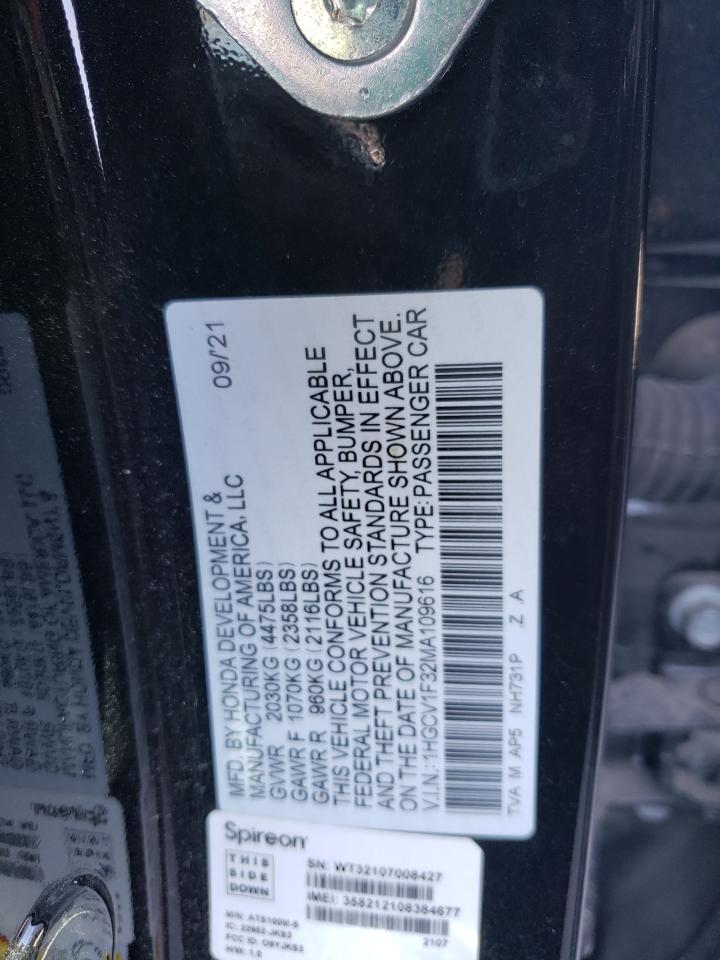 MFD. BY HONDA DEVELOPMENT &
MANUFACTURING OF AMERICA, LLC 09/'21
GVWR 2030KG (4475LBS)
GAWR F 1070KG (2358LBS)
GAWR R 960KG (2116LBS)
THIS VEHICLE CONFORMS TO ALL APPLICABLE
FEDERAL MOTOR VEHICLE SAFETY, BUMPER,
AND THEFT PREVENTION STANDARDS IN EFFECT
ON THE DATE OF MANUFACTURE SHOWN ABOVE.
V.I.N.:1HGCV1F32MA109616 TYPE:PASSENGER CAR
TVA M AP5 NH731P Z A
Spireon
THIS
SIDE
DOWN
SN: WT32107008427
IMEI: 358212108384677
2107
M/N: ATS100M-S